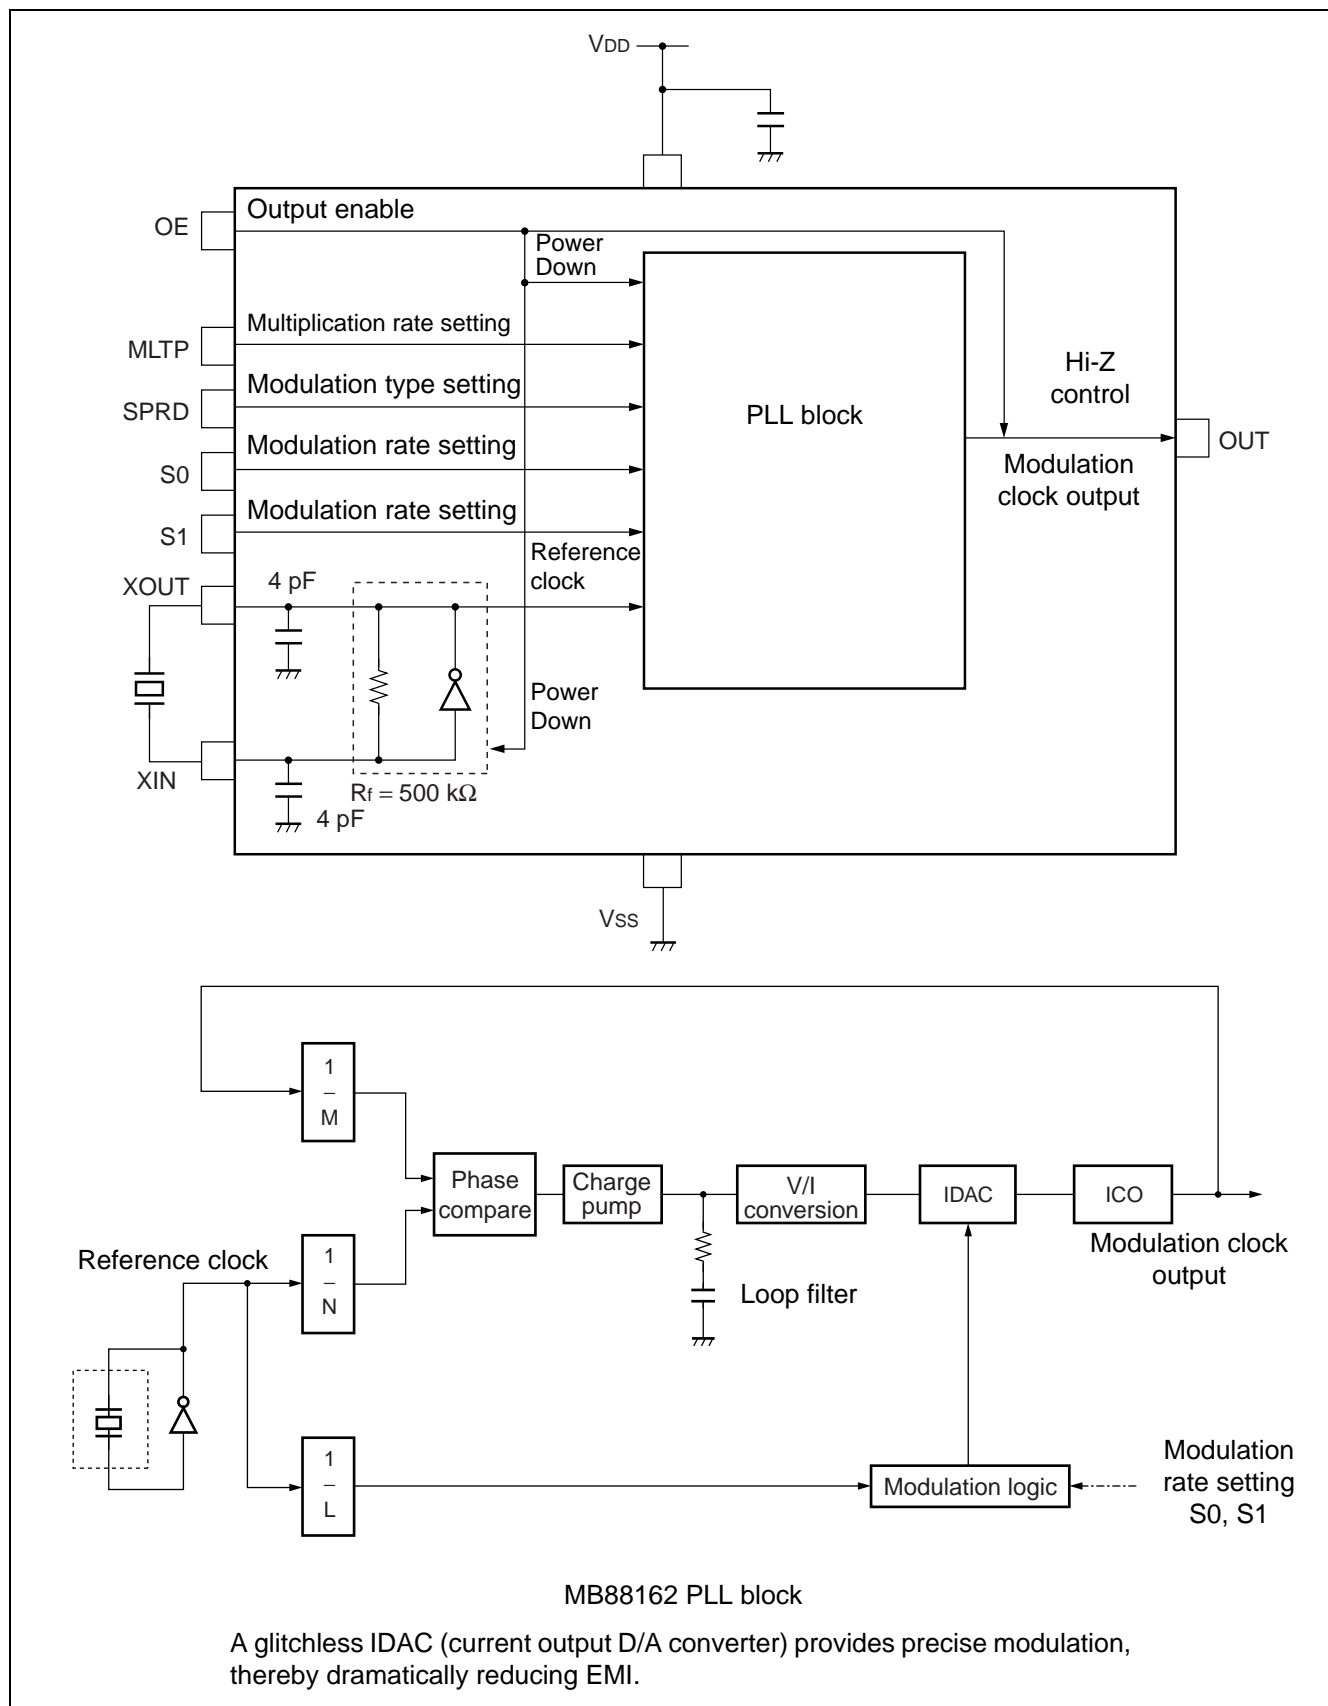 VDD
OE
Output enable
Power
Down
MLTP
Multiplication rate setting
SPRD
Modulation type setting
PLL block
Hi-Z
control
S0
Modulation rate setting
OUT
Modulation
clock output
S1
Modulation rate setting
XOUT
4 pF
Reference
clock
Power
Down
XIN
Rf = 500 kΩ
4 pF
VSS
1
M
Phase
compare
Charge
pump
V/I
conversion
IDAC
ICO
Reference clock
1
N
Loop filter
Modulation clock
output
1
L
Modulation logic
Modulation
rate setting
S0, S1
MB88162 PLL block
A glitchless IDAC (current output D/A converter) provides precise modulation,
thereby dramatically reducing EMI.